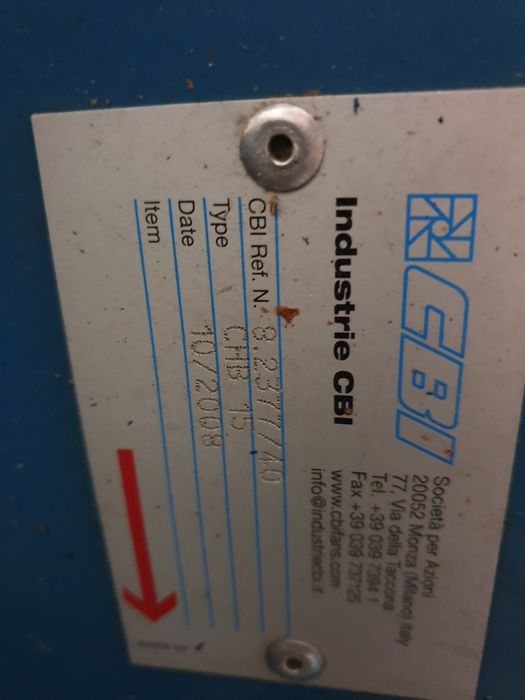 CBI
Società per Azioni
20052 Monza (Milano) Italy
77, Via della Taccona
Tel. +39 039 7394 1
Fax +39 039 737125
www.cbifans.com
info@industriecbi.it
Industrie CBI
CBI Ref. N. 8.2377/40
Type CHB 15
Date 10/2008
Item